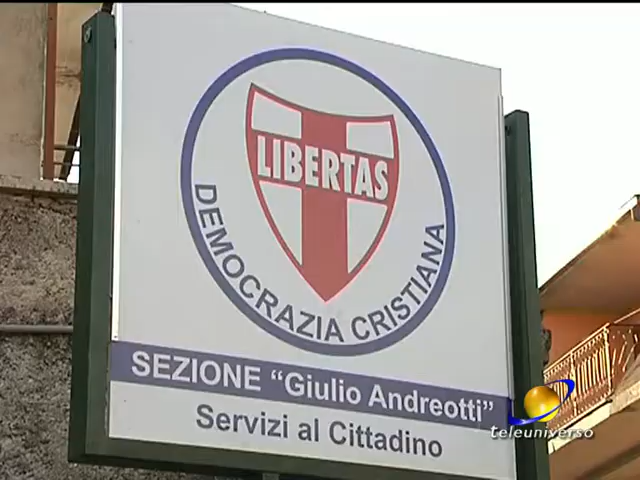 LIBERTAS
DEMOCRAZIA CRISTIANA
SEZIONE "Giulio Andreotti"
Servizi al Cittadino
teleuniverso